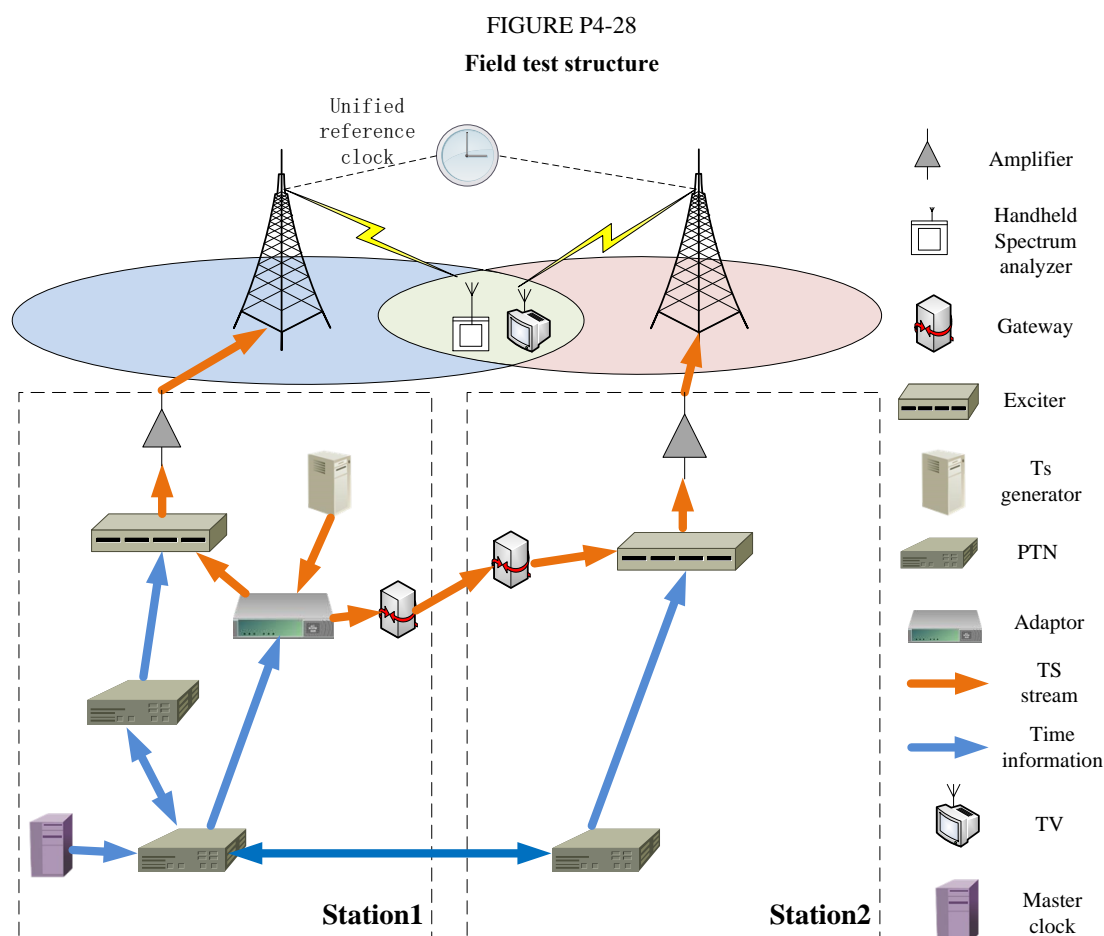 FIGURE P4-28
Field test structure
Unified
reference
clock
Amplifier
Handheld
Spectrum
analyzer
Gateway
Exciter
Ts
generator
PTN
Adaptor
TS
stream
Time
information
TV
Master
clock
Station1
Station2